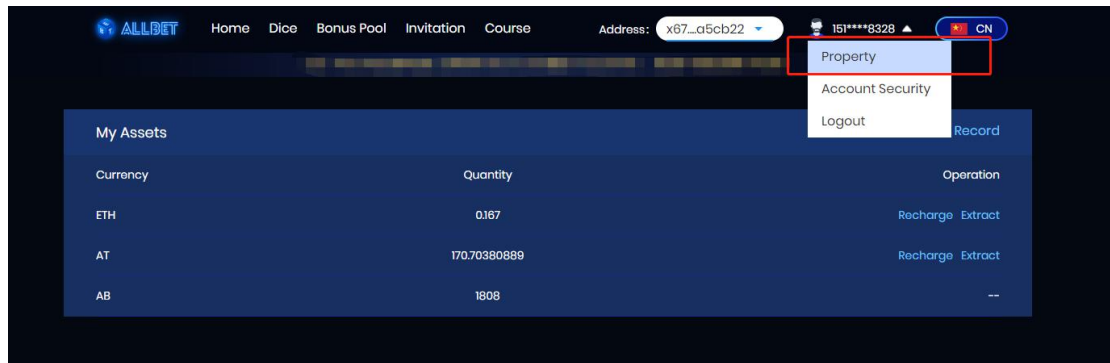 ALLBET Home Dice Bonus Pool Invitation Course Address: x67....a5cb22 151****8328 CN
Property
Account Security
Logout
My Assets Record
Currency Quantity Operation
ETH 0.167 Recharge Extract
AT 170.70380889 Recharge Extract
AB 1808 --